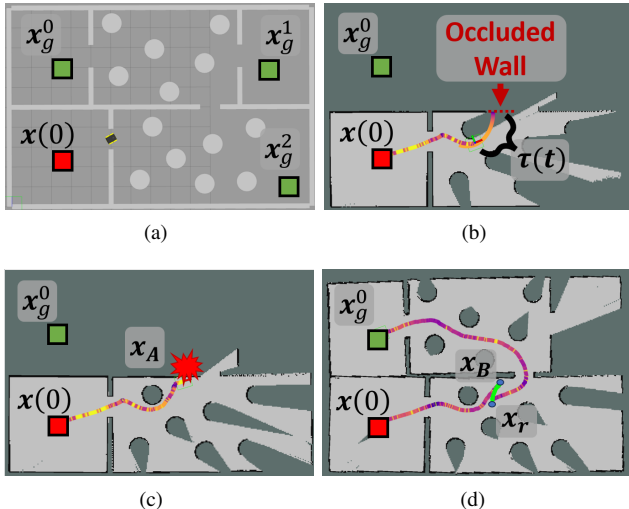 x_g^0
x_g^1
x(0)
x_g^2
(a)
x_g^0
Occluded
Wall
x(0)
τ(t)
(b)
x_g^0
x_A
x(0)
(c)
x_g^0
x_B
x(0)
x_r
(d)